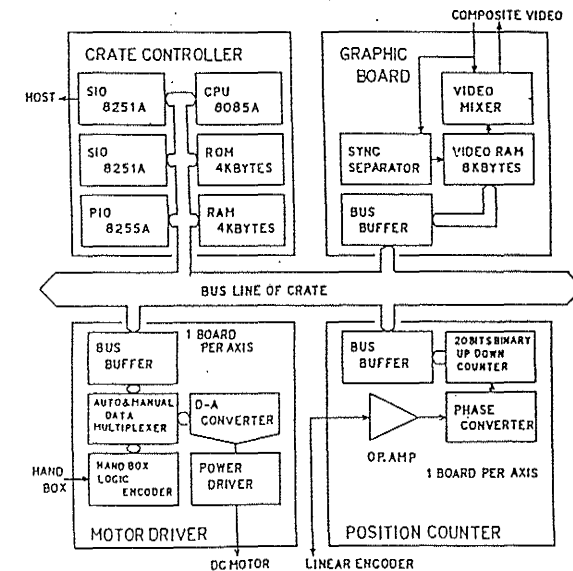 COMPOSITE VIDEO
CRATE CONTROLLER
SIO
8251A
CPU
8085A
HOST
SIO
8251A
ROM
4KBYTES
PIO
8255A
RAM
4KBYTES
GRAPHIC
BOARD
VIDEO
MIXER
SYNC
SEPARATOR
VIDEO RAM
8KBYTES
BUS
BUFFER
BUS LINE OF CRATE
BUS
BUFFER
1 BOARD
PER AXIS
AUTO & MANUAL
DATA
MULTIPLEXER
D-A
CONVERTER
HAND
BOX
HAND BOX
LOGIC
ENCODER
POWER
DRIVER
MOTOR DRIVER
DC MOTOR
BUS
BUFFER
20BITS BINARY
UP DOWN
COUNTER
PHASE
CONVERTER
OP.AMP
1 BOARD PER AXIS
POSITION COUNTER
LINEAR ENCODER